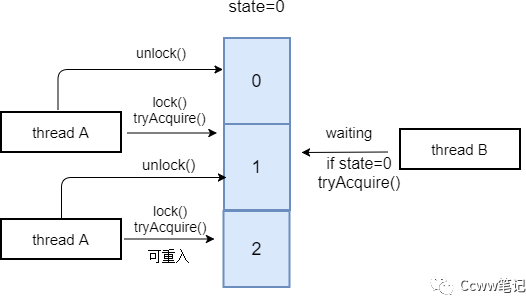 state=0
unlock()
0
lock()
tryAcquire()
thread A
waiting
thread B
unlock()
1
if state=0
tryAcquire()
lock()
tryAcquire()
thread A
可重入
2
Ccww笔记